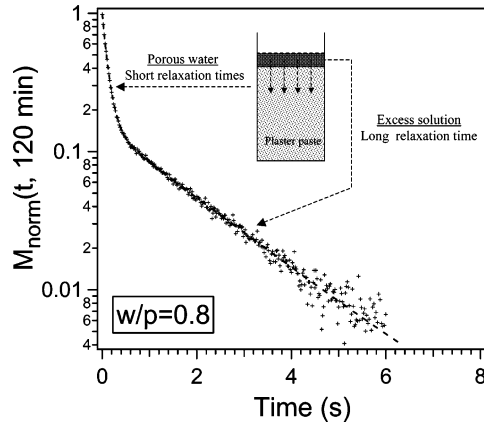 1
8
6
4
2
0.1
8
6
4
2
0.01
8
6
4
M_norm(t, 120 min)
Porous water
Short relaxation times
Plaster paste
Excess solution
Long relaxation time
w/p=0.8
0
2
4
6
8
Time (s)